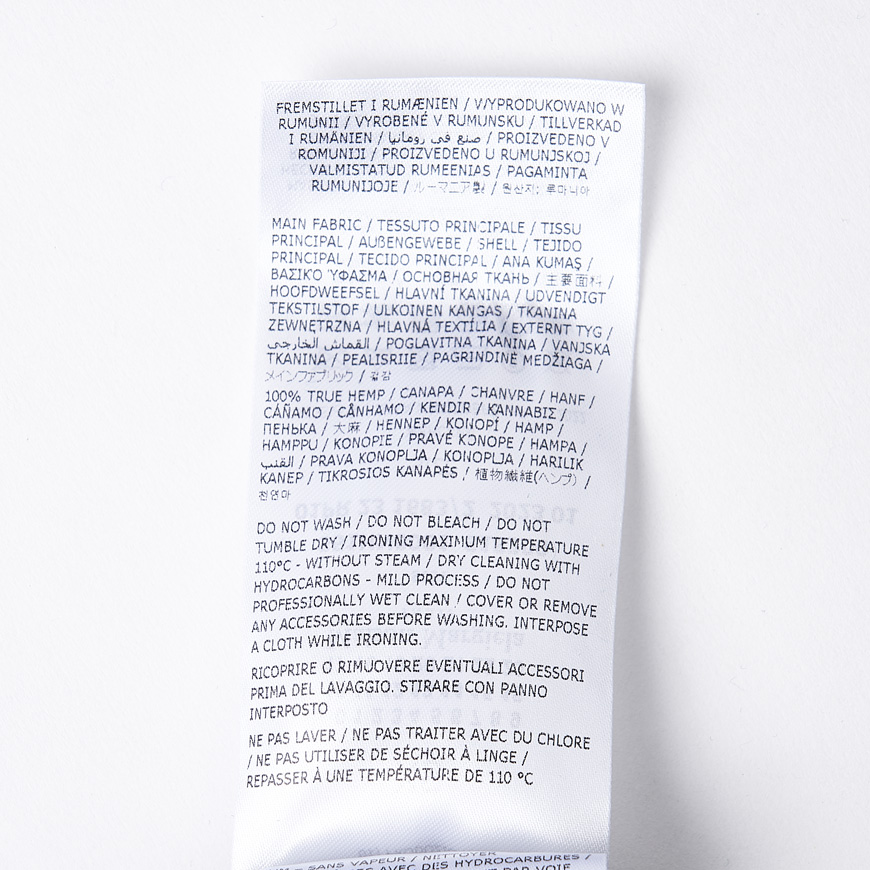 FREMSTILLET I RUMÆNIEN / WYPRODUKOWANO W
RUMUNII / VYROBENÉ V RUMUNSKU / TILLVERKAD
I RUMÄNIEN / صنع في رومانيا / PROIZVEDENO V
ROMUNIJI / PROIZVEDENO U RUMUNJSKOJ /
VALMISTATUD RUMEENIAS / PAGAMINTA
RUMUNIJOJE / ルーマニア製 / 원산지: 루마니아
MAIN FABRIC / TESSUTO PRINCIPALE / TISSU
PRINCIPAL / AUßENGEWEBE / SHELL / TEJIDO
PRINCIPAL / TECIDO PRINCIPAL / ANA KUMAŞ /
ΒΑΣΙΚΌ ΎΦΑΣΜΑ / ОСНОВНАЯ ТКАНЬ / 主要面料 /
HOOFDWEEFSEL / HLAVNÍ TKANINA / UDVENDIGT
TEKSTILSTOF / ULKOINEN KANGAS / TKANINA
ZEWNĘTRZNA / HLAVNÁ TEXTÍLIA / EXTERNT TYG /
القماش الخارجي / POGLAVITNA TKANINA / VANJSKA
TKANINA / PEALISRIIE / PAGRINDINĖ MEDŽIAGA /
メインファブリック / 겉감
100% TRUE HEMP / CANAPA / CHANVRE / HANF /
CÁÑAMO / CÂNHAMO / KENDIR / ΚΑΝΝΑΒΙΣ /
ПЕНЬКА / 大麻 / HENNEP / KONOPÍ / HAMP /
HAMPPU / KONOPIE / PRAVÉ KONOPE / HAMPA /
القنب / PRAVA KONOPLJA / KONOPLJA / HARILIK
KANEP / TIKROSIOS KANAPĖS / 植物繊維(ヘンプ) /
천연마
DO NOT WASH / DO NOT BLEACH / DO NOT
TUMBLE DRY / IRONING MAXIMUM TEMPERATURE
110°C - WITHOUT STEAM / DRY CLEANING WITH
HYDROCARBONS - MILD PROCESS / DO NOT
PROFESSIONALLY WET CLEAN / COVER OR REMOVE
ANY ACCESSORIES BEFORE WASHING. INTERPOSE
A CLOTH WHILE IRONING.
RICOPRIRE O RIMUOVERE EVENTUALI ACCESSORI
PRIMA DEL LAVAGGIO. STIRARE CON PANNO
INTERPOSTO
NE PAS LAVER / NE PAS TRAITER AVEC DU CHLORE
/ NE PAS UTILISER DE SÉCHOIR À LINGE /
REPASSER À UNE TEMPÉRATURE DE 110 °C
- SANS VAPEUR / NETTOYER
AVEC DES HYDROCARBURES /
PAR VOIE